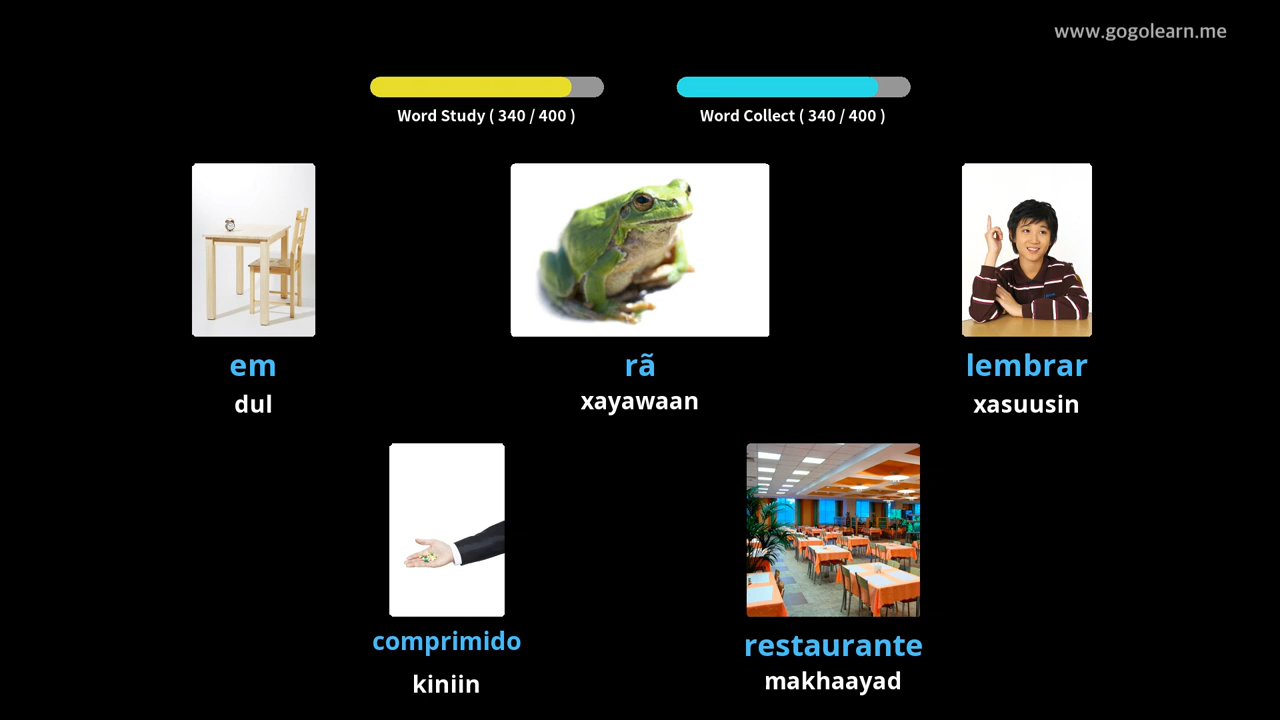 www.gogolearn.me
Word Study ( 340 / 400 )
Word Collect ( 340 / 400 )
em
dul
rã
xayawaan
lembrar
xasuusin
comprimido
kiniin
restaurante
makhaayad